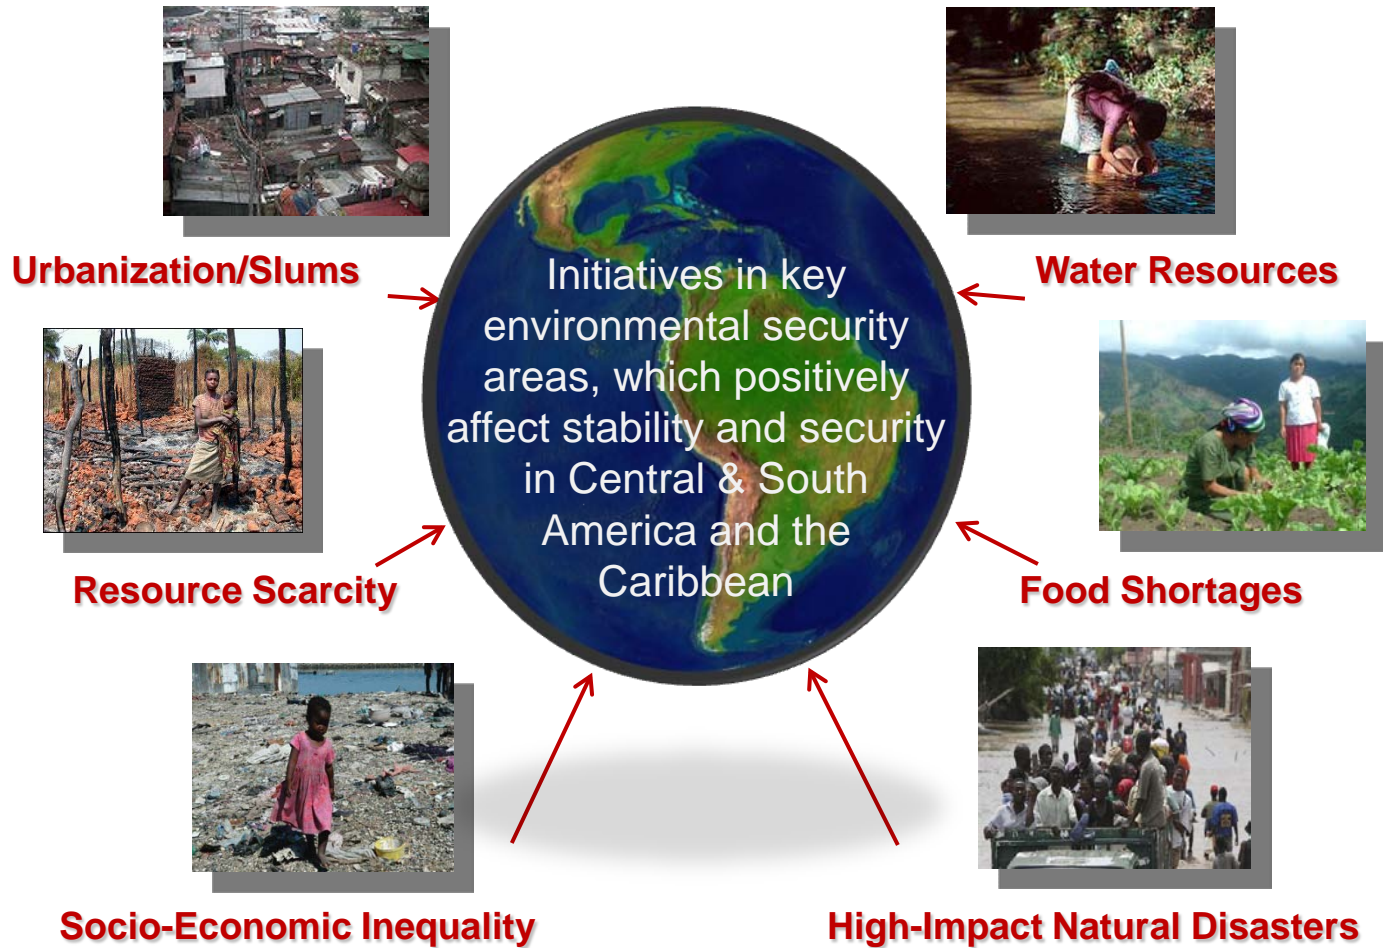 Urbanization/Slums
Water Resources
Initiatives in key
environmental security
areas, which positively
affect stability and security
in Central & South
America and the
Caribbean
Resource Scarcity
Food Shortages
Socio-Economic Inequality
High-Impact Natural Disasters